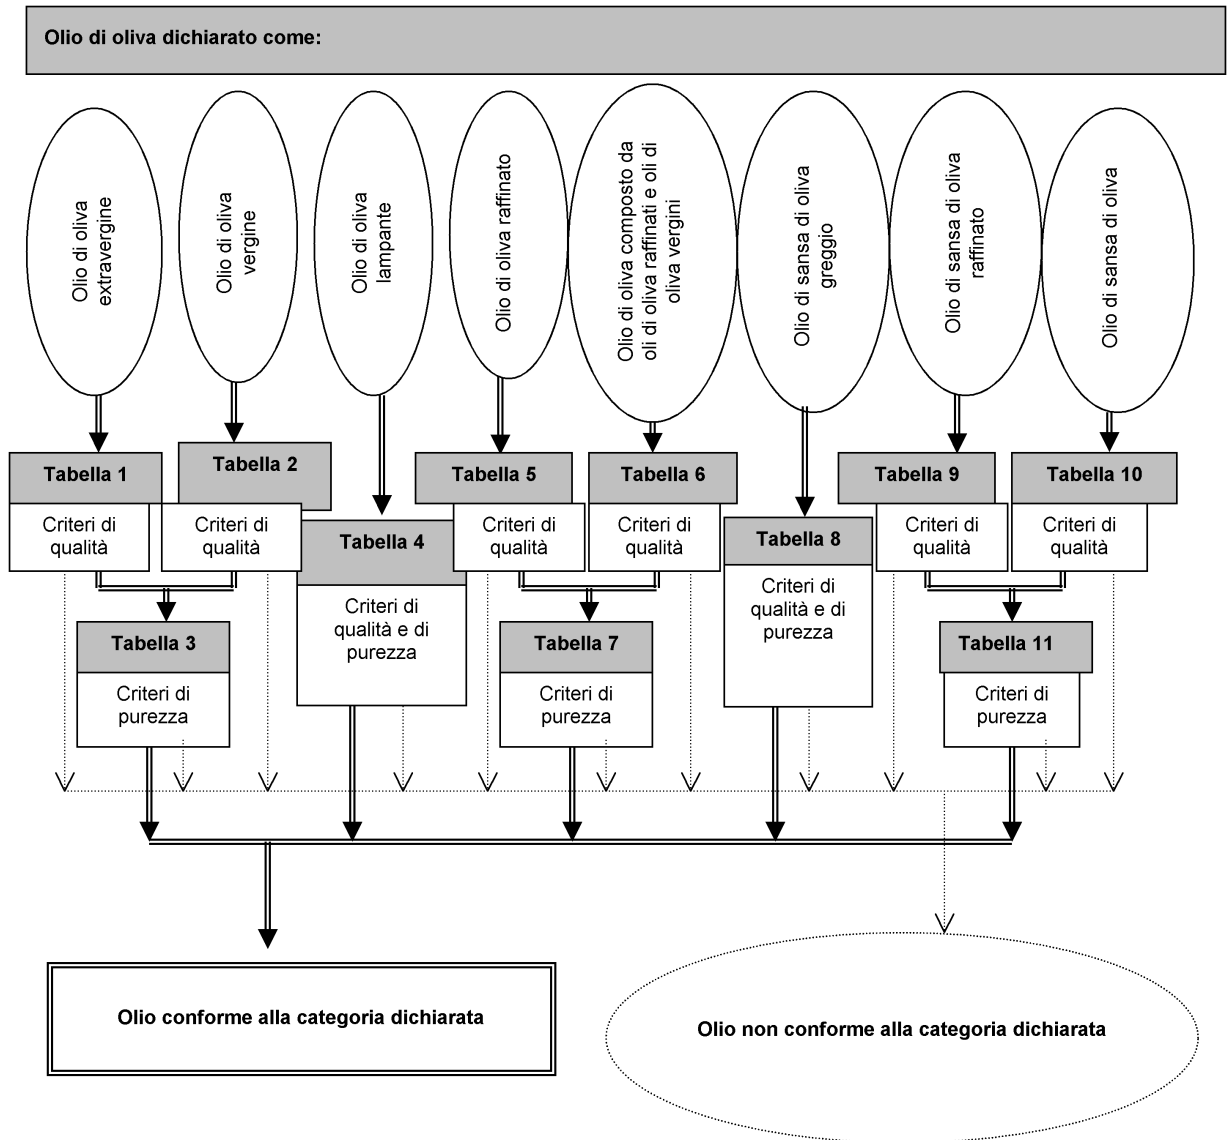 Olio di oliva dichiarato come:
Olio di oliva
extravergine
Olio di oliva
vergine
Olio di oliva
lampante
Olio di oliva raffinato
Olio di oliva composto da
oli di oliva raffinati e oli di
oliva vergini
Olio di sansa di oliva
greggio
Olio di sansa di oliva
raffinato
Olio di sansa di oliva
Tabella 1
Criteri di
qualità
Tabella 2
Criteri di
qualità
Tabella 3
Criteri di
purezza
Tabella 4
Criteri di
qualità e di
purezza
Tabella 5
Criteri di
qualità
Tabella 6
Criteri di
qualità
Tabella 7
Criteri di
purezza
Tabella 8
Criteri di
qualità e di
purezza
Tabella 9
Criteri di
qualità
Tabella 10
Criteri di
qualità
Tabella 11
Criteri di
purezza
Olio conforme alla categoria dichiarata
Olio non conforme alla categoria dichiarata